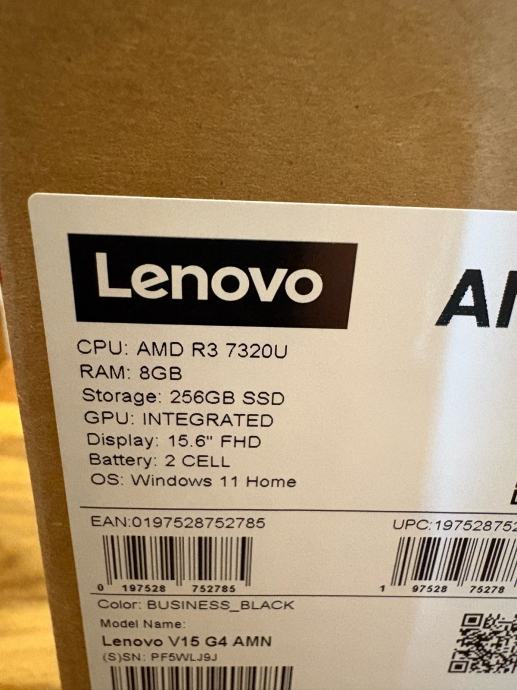 Lenovo
CPU: AMD R3 7320U
RAM: 8GB
Storage: 256GB SSD
GPU: INTEGRATED
Display: 15.6" FHD
Battery: 2 CELL
OS: Windows 11 Home
EAN:0197528752785
UPC:197528752
0 197528 752785
1 97528 75278
Color: BUSINESS_BLACK
Model Name:
Lenovo V15 G4 AMN
(S)SN: PF5WLJ9J